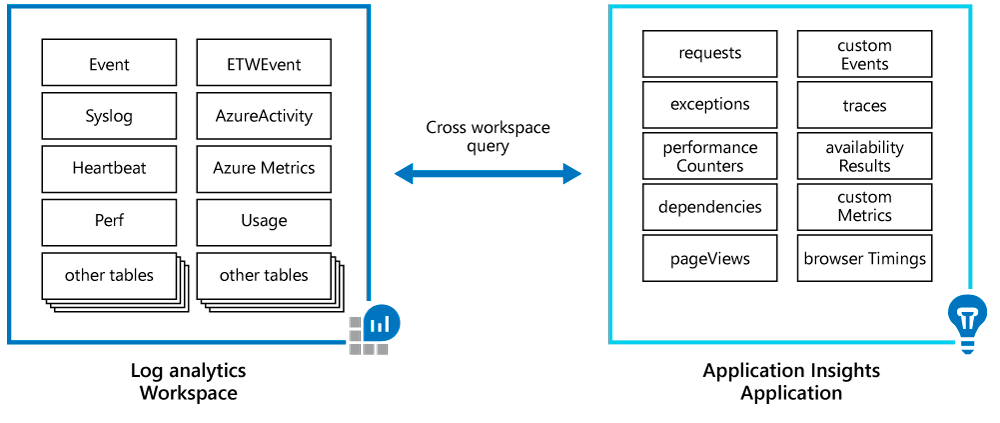 Event
ETWEvent
Syslog
AzureActivity
Heartbeat
Azure Metrics
Perf
Usage
other tables
other tables
Log analytics
Workspace
Cross workspace
query
requests
custom
Events
exceptions
traces
performance
Counters
availability
Results
dependencies
custom
Metrics
pageViews
browser Timings
Application Insights
Application